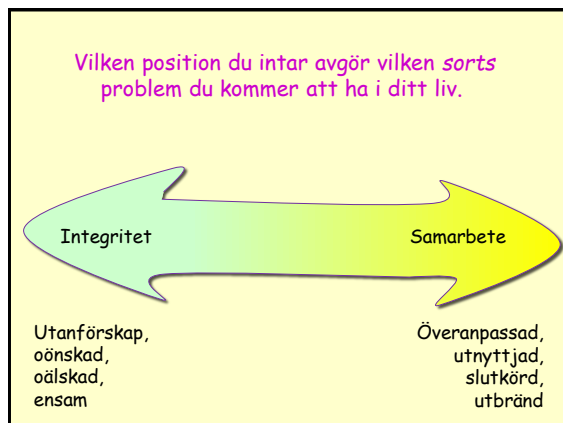 Vilken position du intar avgör vilken sorts
problem du kommer att ha i ditt liv.
Integritet
Samarbete
Utanförskap,
oönskad,
oälskad,
ensam
Överanpassad,
utnyttjad,
slutkörd,
utbränd